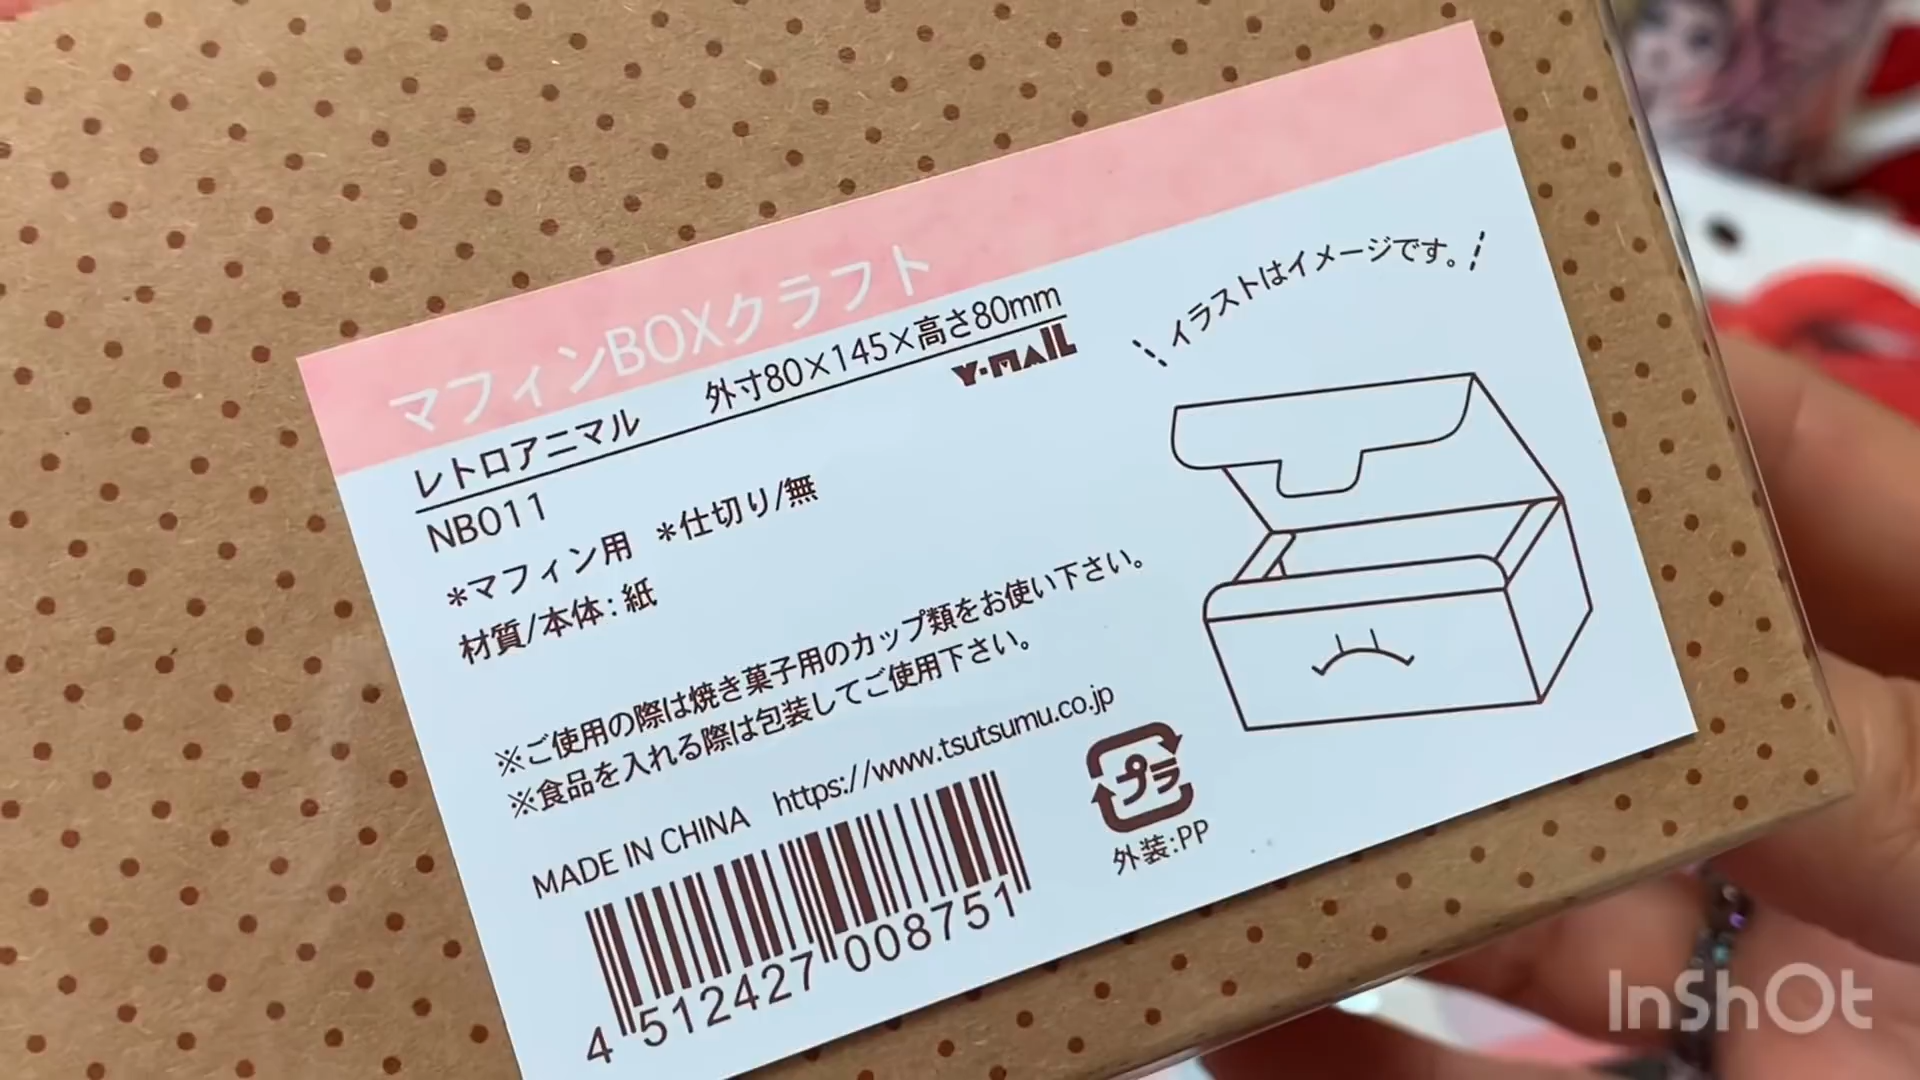 マフィンBOXクラフト
レトロアニマル 外寸80×145×高さ80mm
NB011
Y-MAIL
*マフィン用 *仕切り/無
材質/本体:紙
イラストはイメージです。
※ご使用の際は焼き菓子用のカップ類をお使い下さい。
※食品を入れる際は包装してご使用下さい。
MADE IN CHINA https://www.tsutsumu.co.jp
プラ
外装:PP
4 512427 008751
InShOt